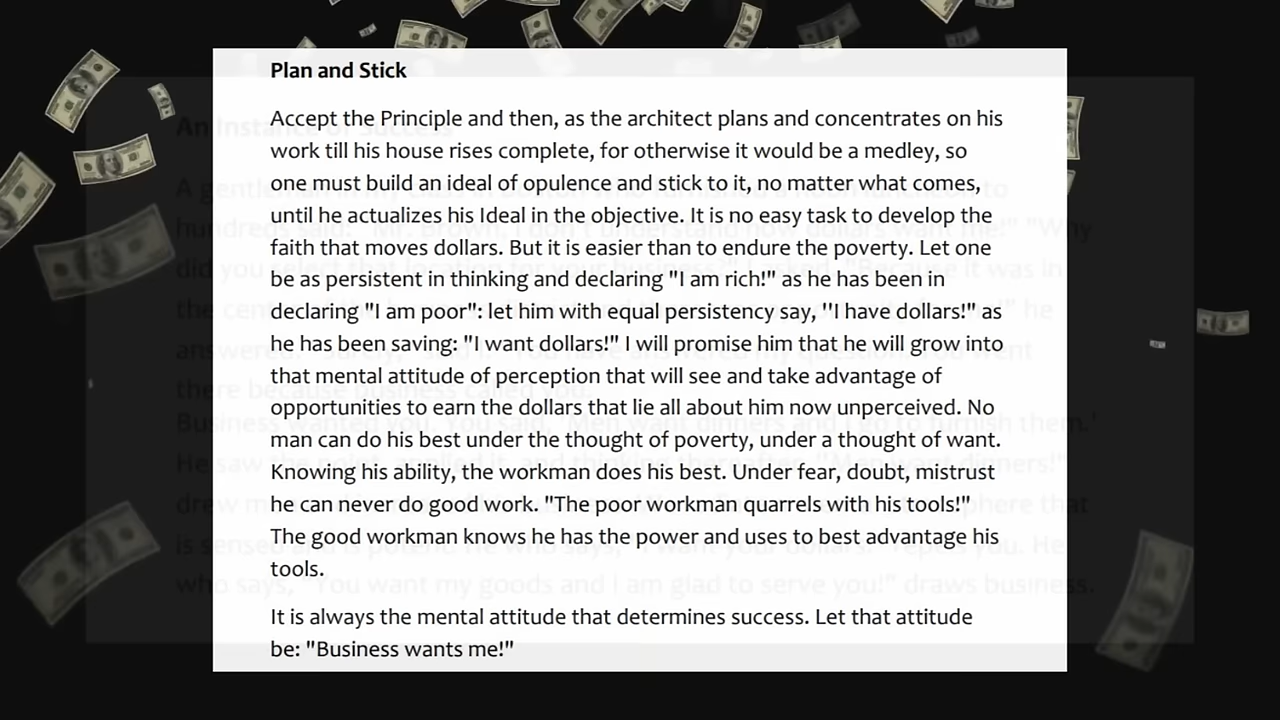 Plan and Stick
Accept the Principle and then, as the architect plans and concentrates on his
work till his house rises complete, for otherwise it would be a medley, so
one must build an ideal of opulence and stick to it, no matter what comes,
until he actualizes his Ideal in the objective. It is no easy task to develop the
faith that moves dollars. But it is easier than to endure the poverty. Let one
be as persistent in thinking and declaring "I am rich!" as he has been in
declaring "I am poor": let him with equal persistency say, "I have dollars!" as
he has been saving: "I want dollars!" I will promise him that he will grow into
that mental attitude of perception that will see and take advantage of
opportunities to earn the dollars that lie all about him now unperceived. No
man can do his best under the thought of poverty, under a thought of want.
Knowing his ability, the workman does his best. Under fear, doubt, mistrust
he can never do good work. "The poor workman quarrels with his tools!"
The good workman knows he has the power and uses to best advantage his
tools.
It is always the mental attitude that determines success. Let that attitude
be: "Business wants me!"